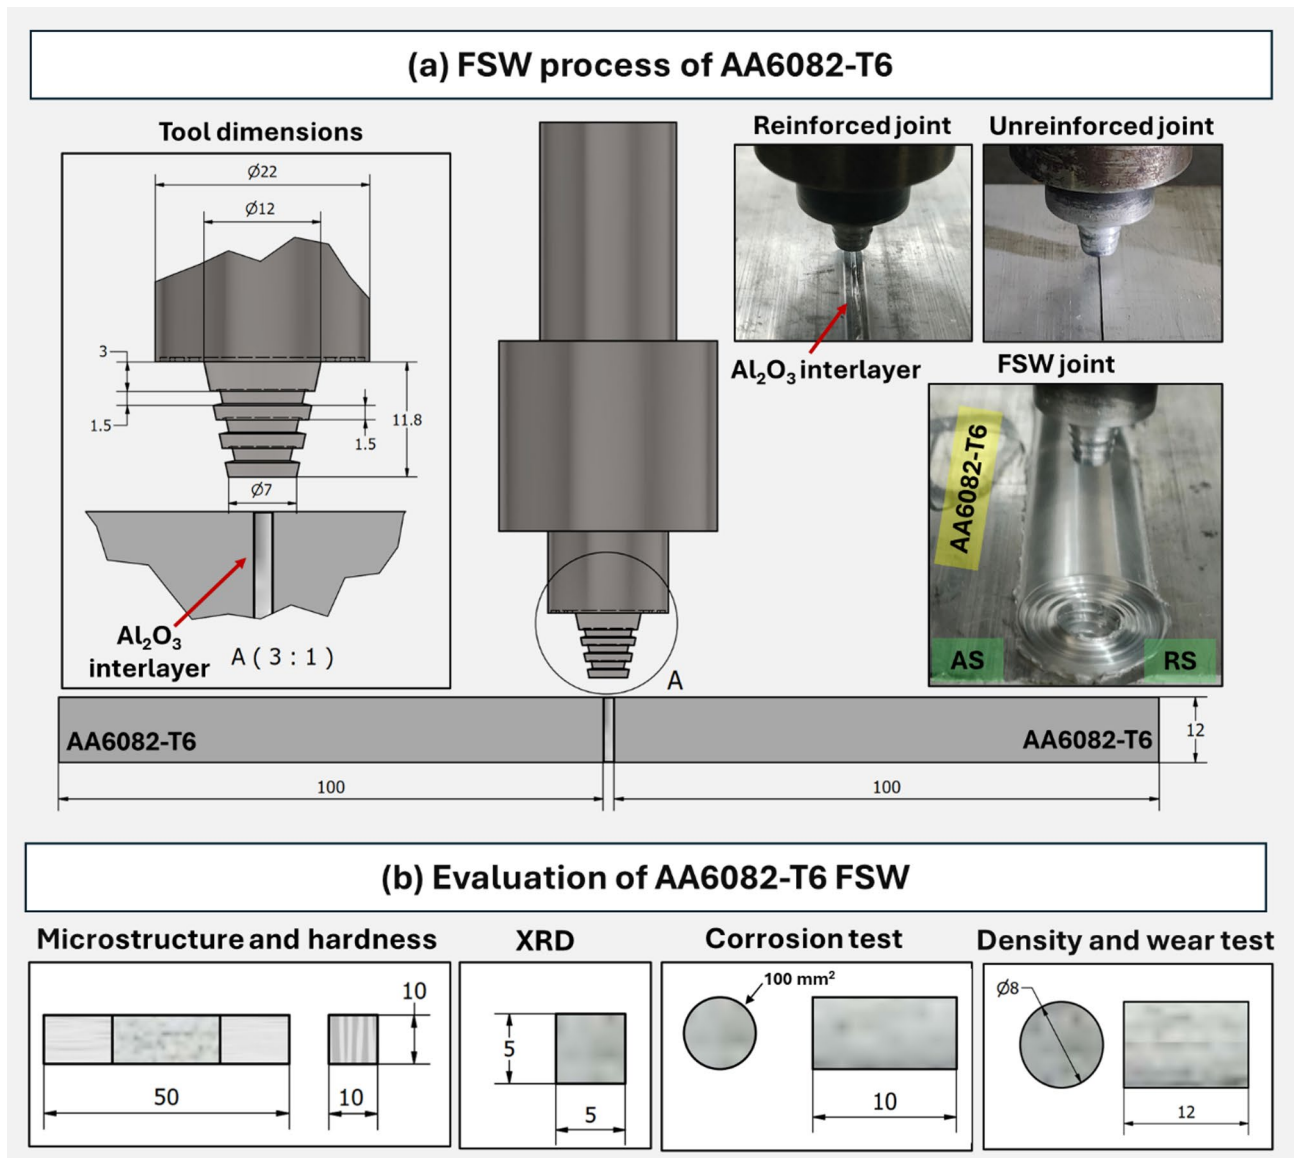 (a) FSW process of AA6082-T6
Tool dimensions
Ø22
Ø12
3
1.5
1.5
11.8
Ø7
Al₂O₃
interlayer
A ( 3 : 1 )
A
Reinforced joint
Unreinforced joint
Al₂O₃ interlayer
FSW joint
AA6082-T6
AS
RS
AA6082-T6
AA6082-T6
12
100
100
(b) Evaluation of AA6082-T6 FSW
Microstructure and hardness
10
50
10
XRD
5
5
Corrosion test
100 mm²
10
Density and wear test
Ø8
12